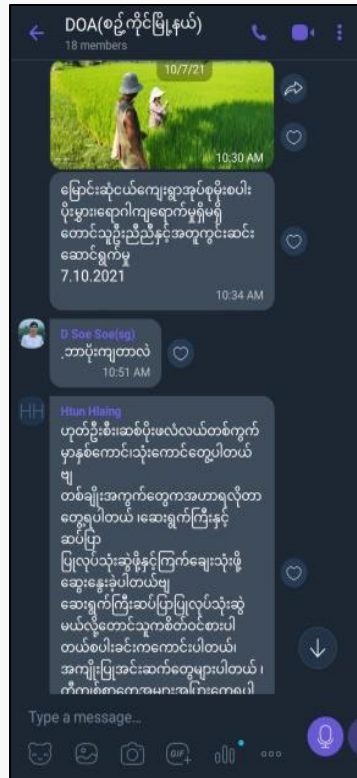 DOA(စဥ့်ကိုင်မြို့နယ်)
18 members
10/7/21
10:30 AM
မြောင်းဆုံငယ်ကျေးရွာအုပ်စုမိုးစပါး
ပိုးမွှား၊ရောဂါကျရောက်မှုရှိမရှိ
တောင်သူဦးညီညီနှင့်အတူကွင်းဆင်း
ဆောင်ရွက်မှု
7.10.2021
10:34 AM
D Soe Soe(sg)
.ဘာပိုးကျတာလဲ
10:51 AM
HH
Htun Hlaing
ဟုတ်ဦးစီး၊ဆစ်ပိုးဖလံလယ်တစ်ကွက်
မှာနှစ်ကောင်၊သုံးကောင်တွေ့ပါတယ်
ဗျ
တစ်ချို့အကွက်တွေကအဟာရလိုတာ
တွေ့ရပါတယ် ၊ဆေးရွက်ကြီးနှင့်
ဆပ်ပြာ
ပြုလုပ်သုံးဆွဲဖို့နှင့်ကြက်ချေးသုံးဖို့
ဆွေးနွေးခဲ့ပါတယ်ဗျ
ဆေးရွက်ကြီးဆပ်ပြာပြုလုပ်သုံးဆွဲ
မယ်လို့တောင်သူကစိတ်ဝင်စားပါ
တယ်စပါးခင်းကကောင်းပါတယ်၊
အကျိုးပြုအင်းဆက်တွေများပါတယ် ၊
Type a message...
GIF